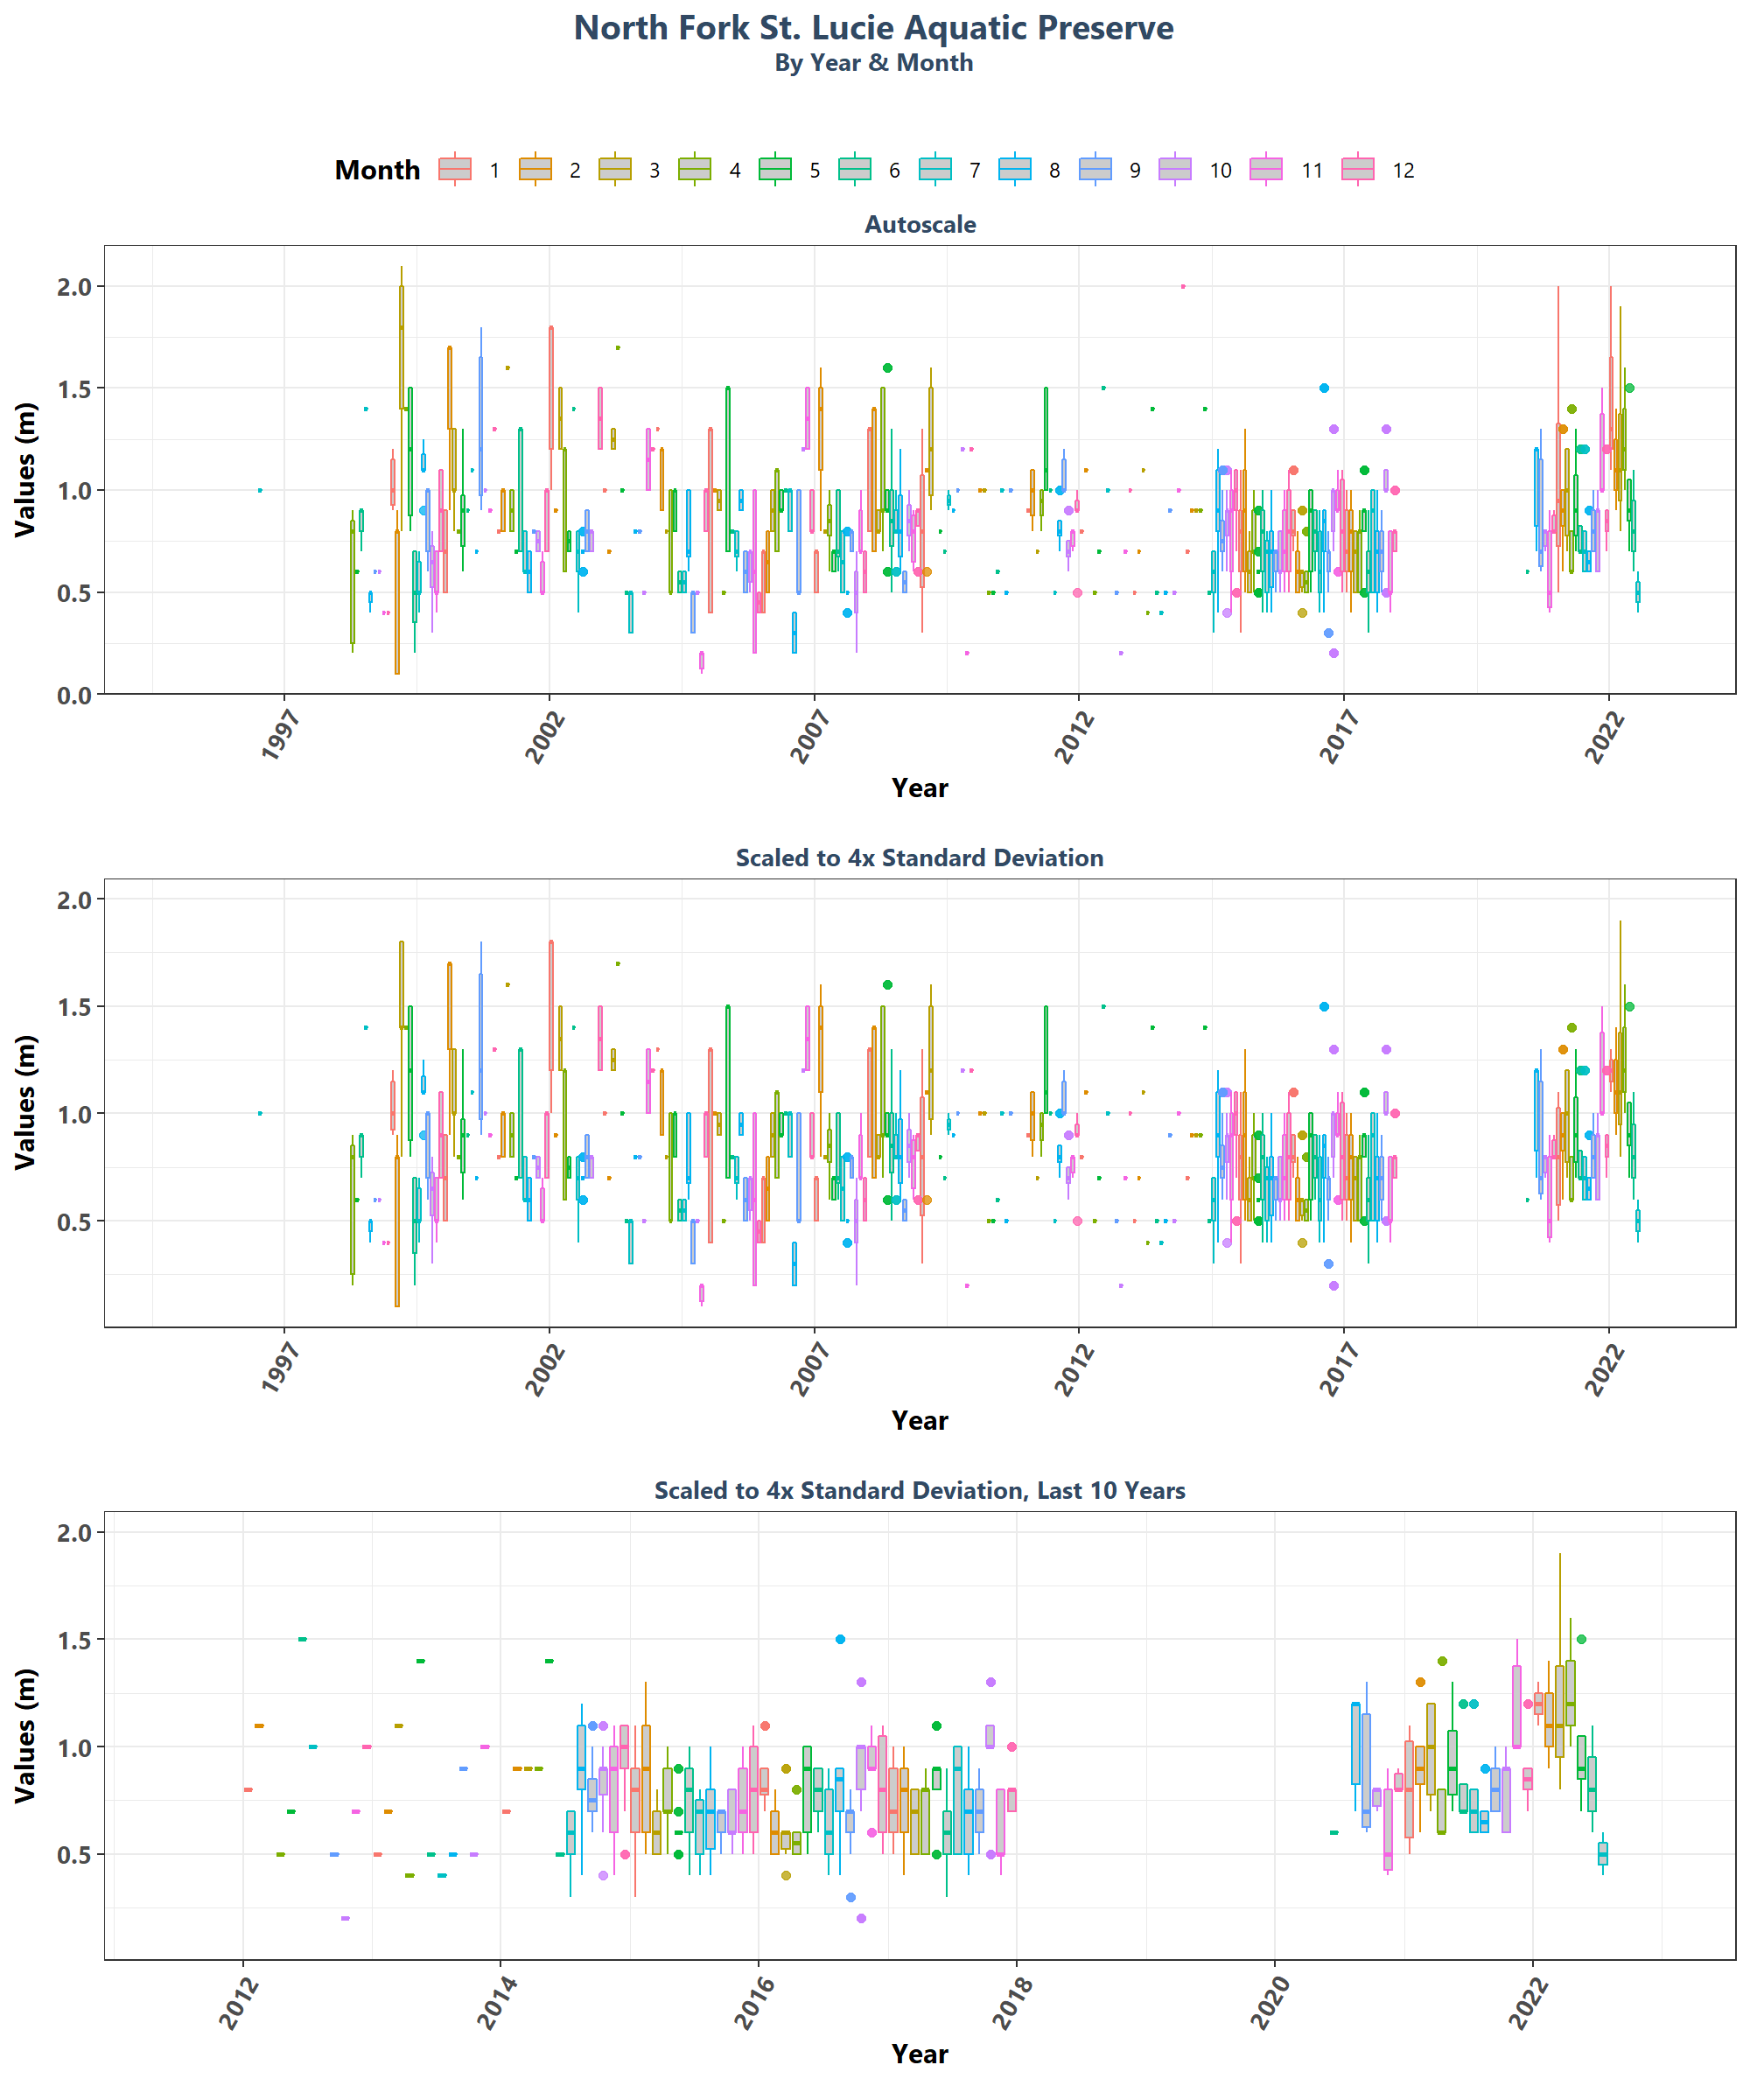 North Fork St. Lucie Aquatic Preserve
By Year & Month
Month 1 2 3 4 5 6 7 8 9 10 11 12
Autoscale
Values (m)
2.0
1.5
1.0
0.5
0.0
1997 2002 2007 2012 2017 2022
Year
Scaled to 4x Standard Deviation
Values (m)
2.0
1.5
1.0
0.5
1997 2002 2007 2012 2017 2022
Year
Scaled to 4x Standard Deviation, Last 10 Years
Values (m)
2.0
1.5
1.0
0.5
2012 2014 2016 2018 2020 2022
Year